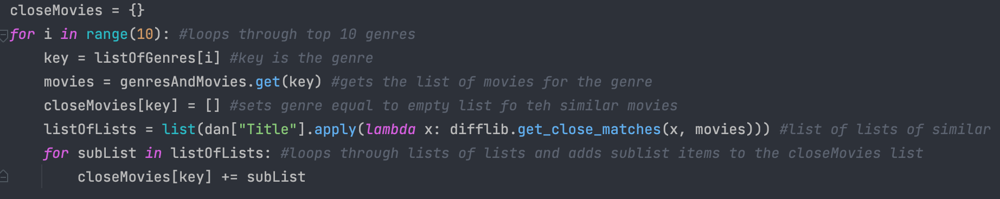 closeMovies = {}
for i in range(10): #loops through top 10 genres
    key = listOfGenres[i] #key is the genre
    movies = genresAndMovies.get(key) #gets the list of movies for the genre
    closeMovies[key] = [] #sets genre equal to empty list fo teh similar movies
    listOfLists = list(dan["Title"].apply(lambda x: difflib.get_close_matches(x, movies))) #list of lists of similar
    for subList in listOfLists: #loops through lists of lists and adds sublist items to the closeMovies list
        closeMovies[key] += subList